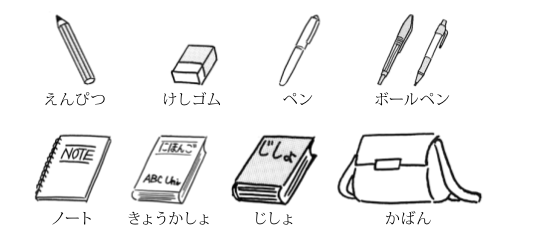 えんぴつ
けしゴム
ペン
ボールペン
NOTE
にほんご
ABC Uni
じしょ
ノート
きょうかしょ
じしょ
かばん